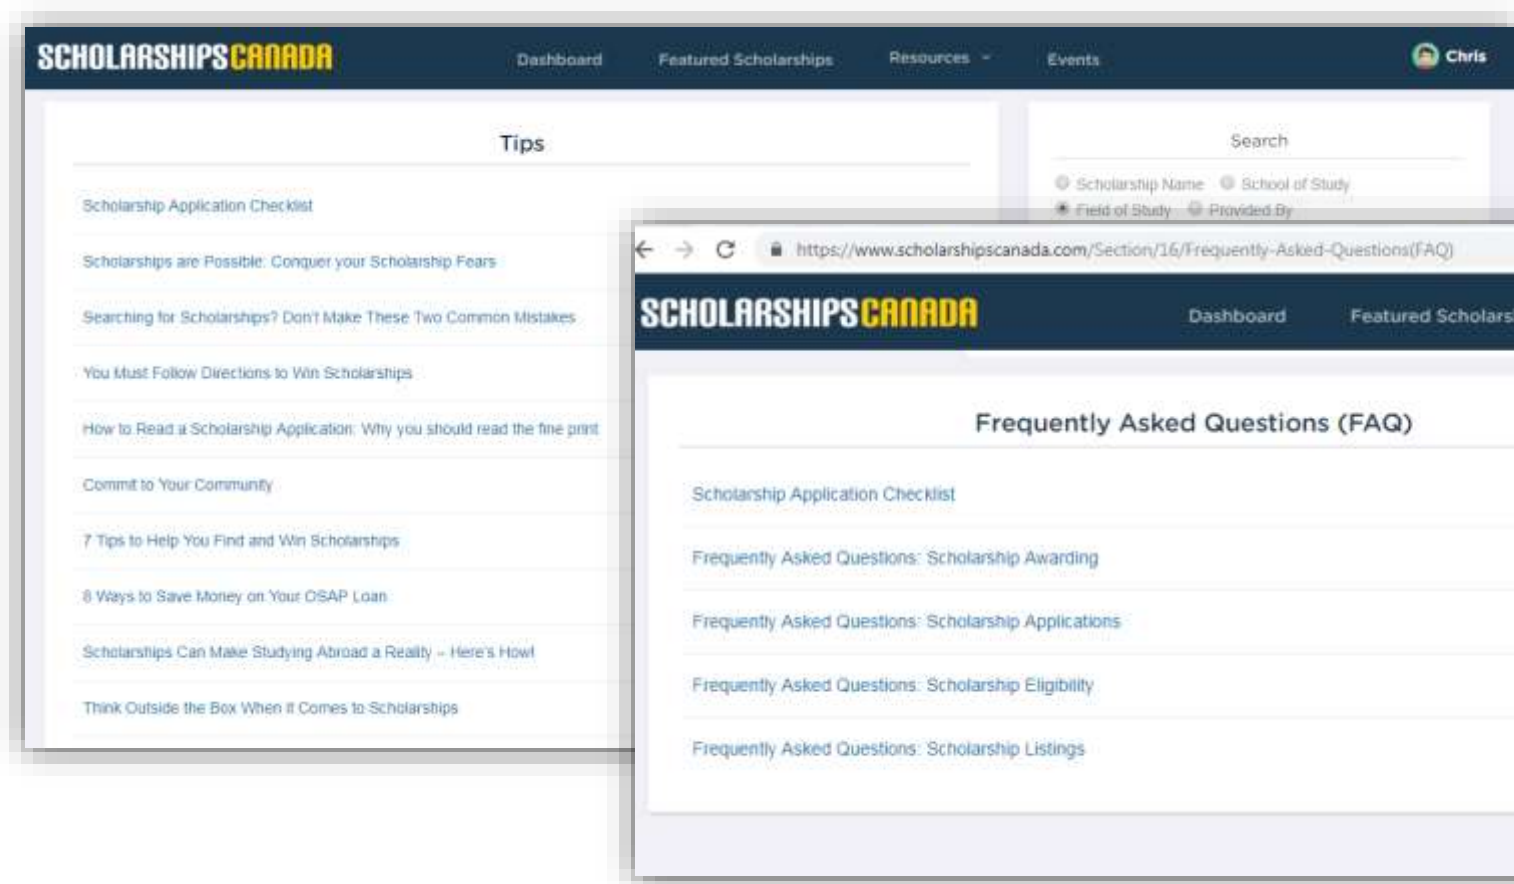 SCHOLARSHIPSCANADA
Dashboard Featured Scholarships Resources Events Chris
Tips
Scholarship Application Checklist
Scholarships are Possible: Conquer your Scholarship Fears
Searching for Scholarships? Don't Make These Two Common Mistakes
You Must Follow Directions to Win Scholarships
How to Read a Scholarship Application: Why you should read the fine print
Commit to Your Community
7 Tips to Help You Find and Win Scholarships
8 Ways to Save Money on Your OSAP Loan
Scholarships Can Make Studying Abroad a Reality – Here's How!
Think Outside the Box When it Comes to Scholarships
Search
Scholarship Name School of Study
Field of Study Provided By
https://www.scholarshipscanada.com/Section/16/Frequently-Asked-Questions(FAQ)
SCHOLARSHIPSCANADA
Dashboard Featured Scholars
Frequently Asked Questions (FAQ)
Scholarship Application Checklist
Frequently Asked Questions: Scholarship Awarding
Frequently Asked Questions: Scholarship Applications
Frequently Asked Questions: Scholarship Eligibility
Frequently Asked Questions: Scholarship Listings